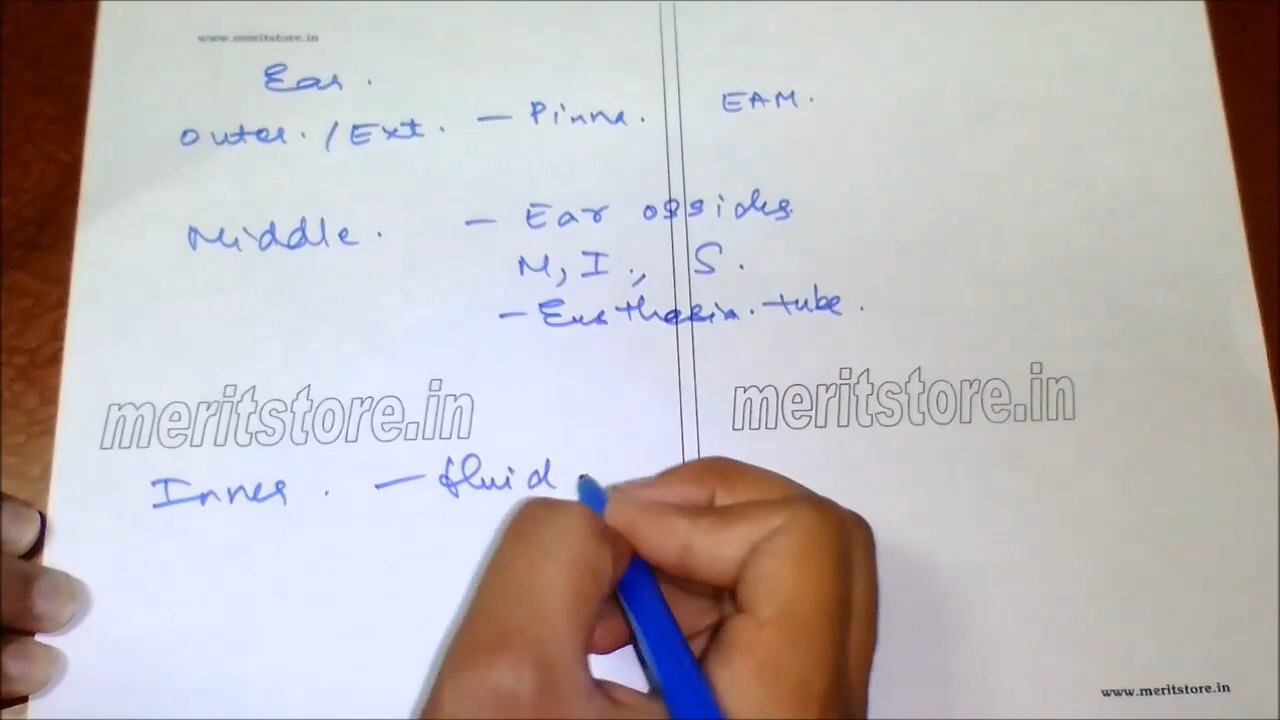 www.meritstore.in
Ear.
Outer. / Ext. — Pinna. EAM.
Middle. — Ear ossicles.
M, I., S.
— Eusthesin. tube.
meritstore.in meritstore.in
Inner. — fluid
www.meritstore.in